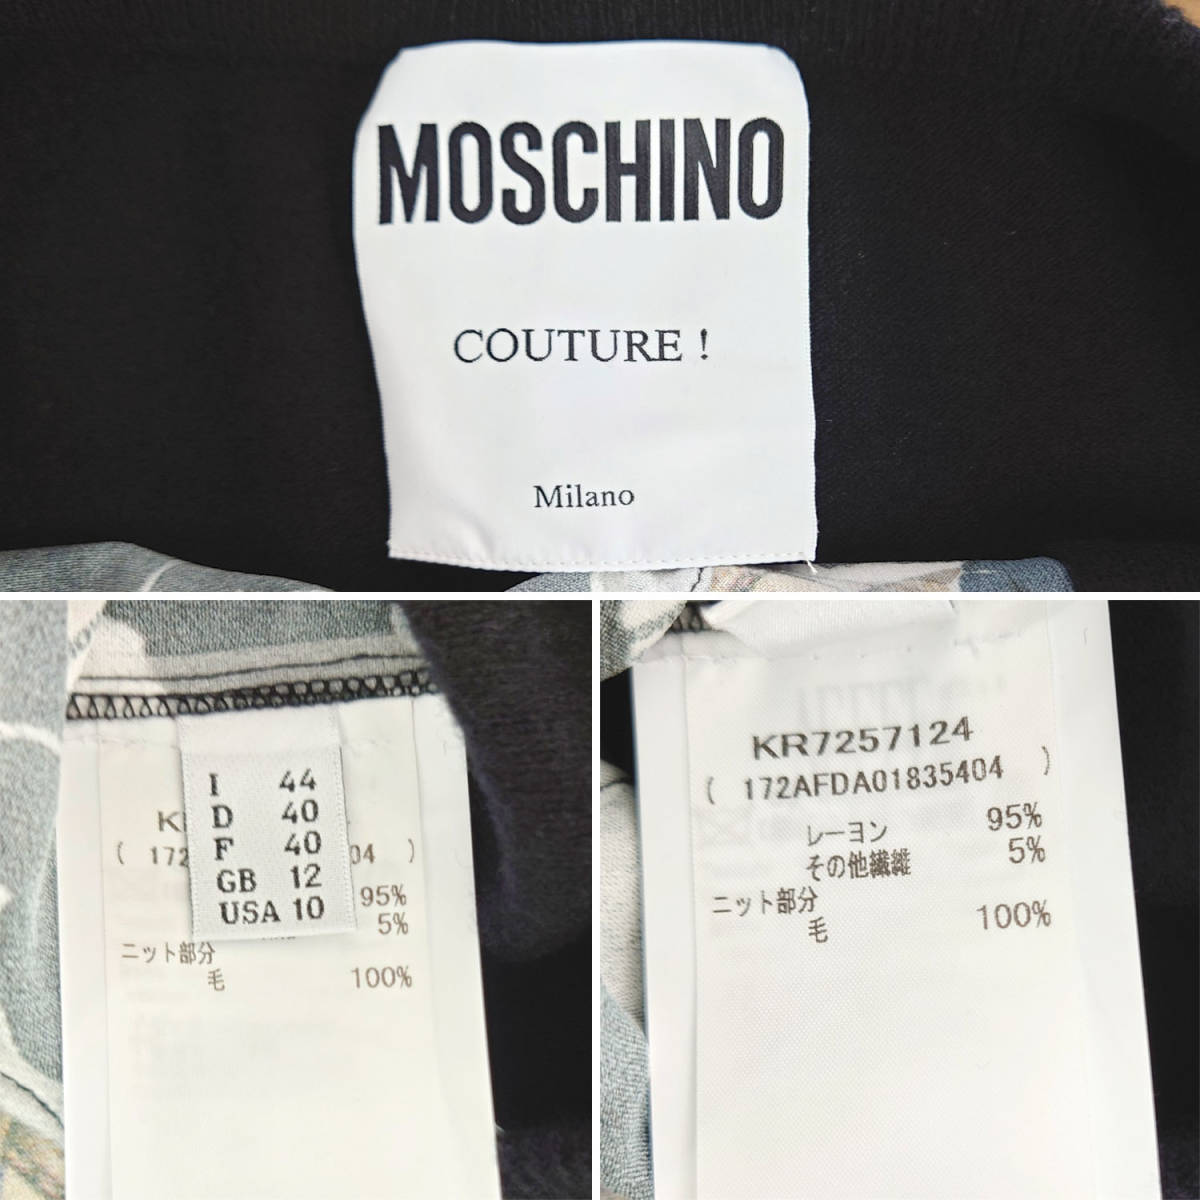 MOSCHINO
COUTURE !
Milano
I 44
D 40
F 40
GB 12
USA 10
K
( 172 04 )
95%
5%
ニット部分
毛 100%
KR7257124
( 172AFDA01835404 )
レーヨン 95%
その他繊維 5%
ニット部分
毛 100%